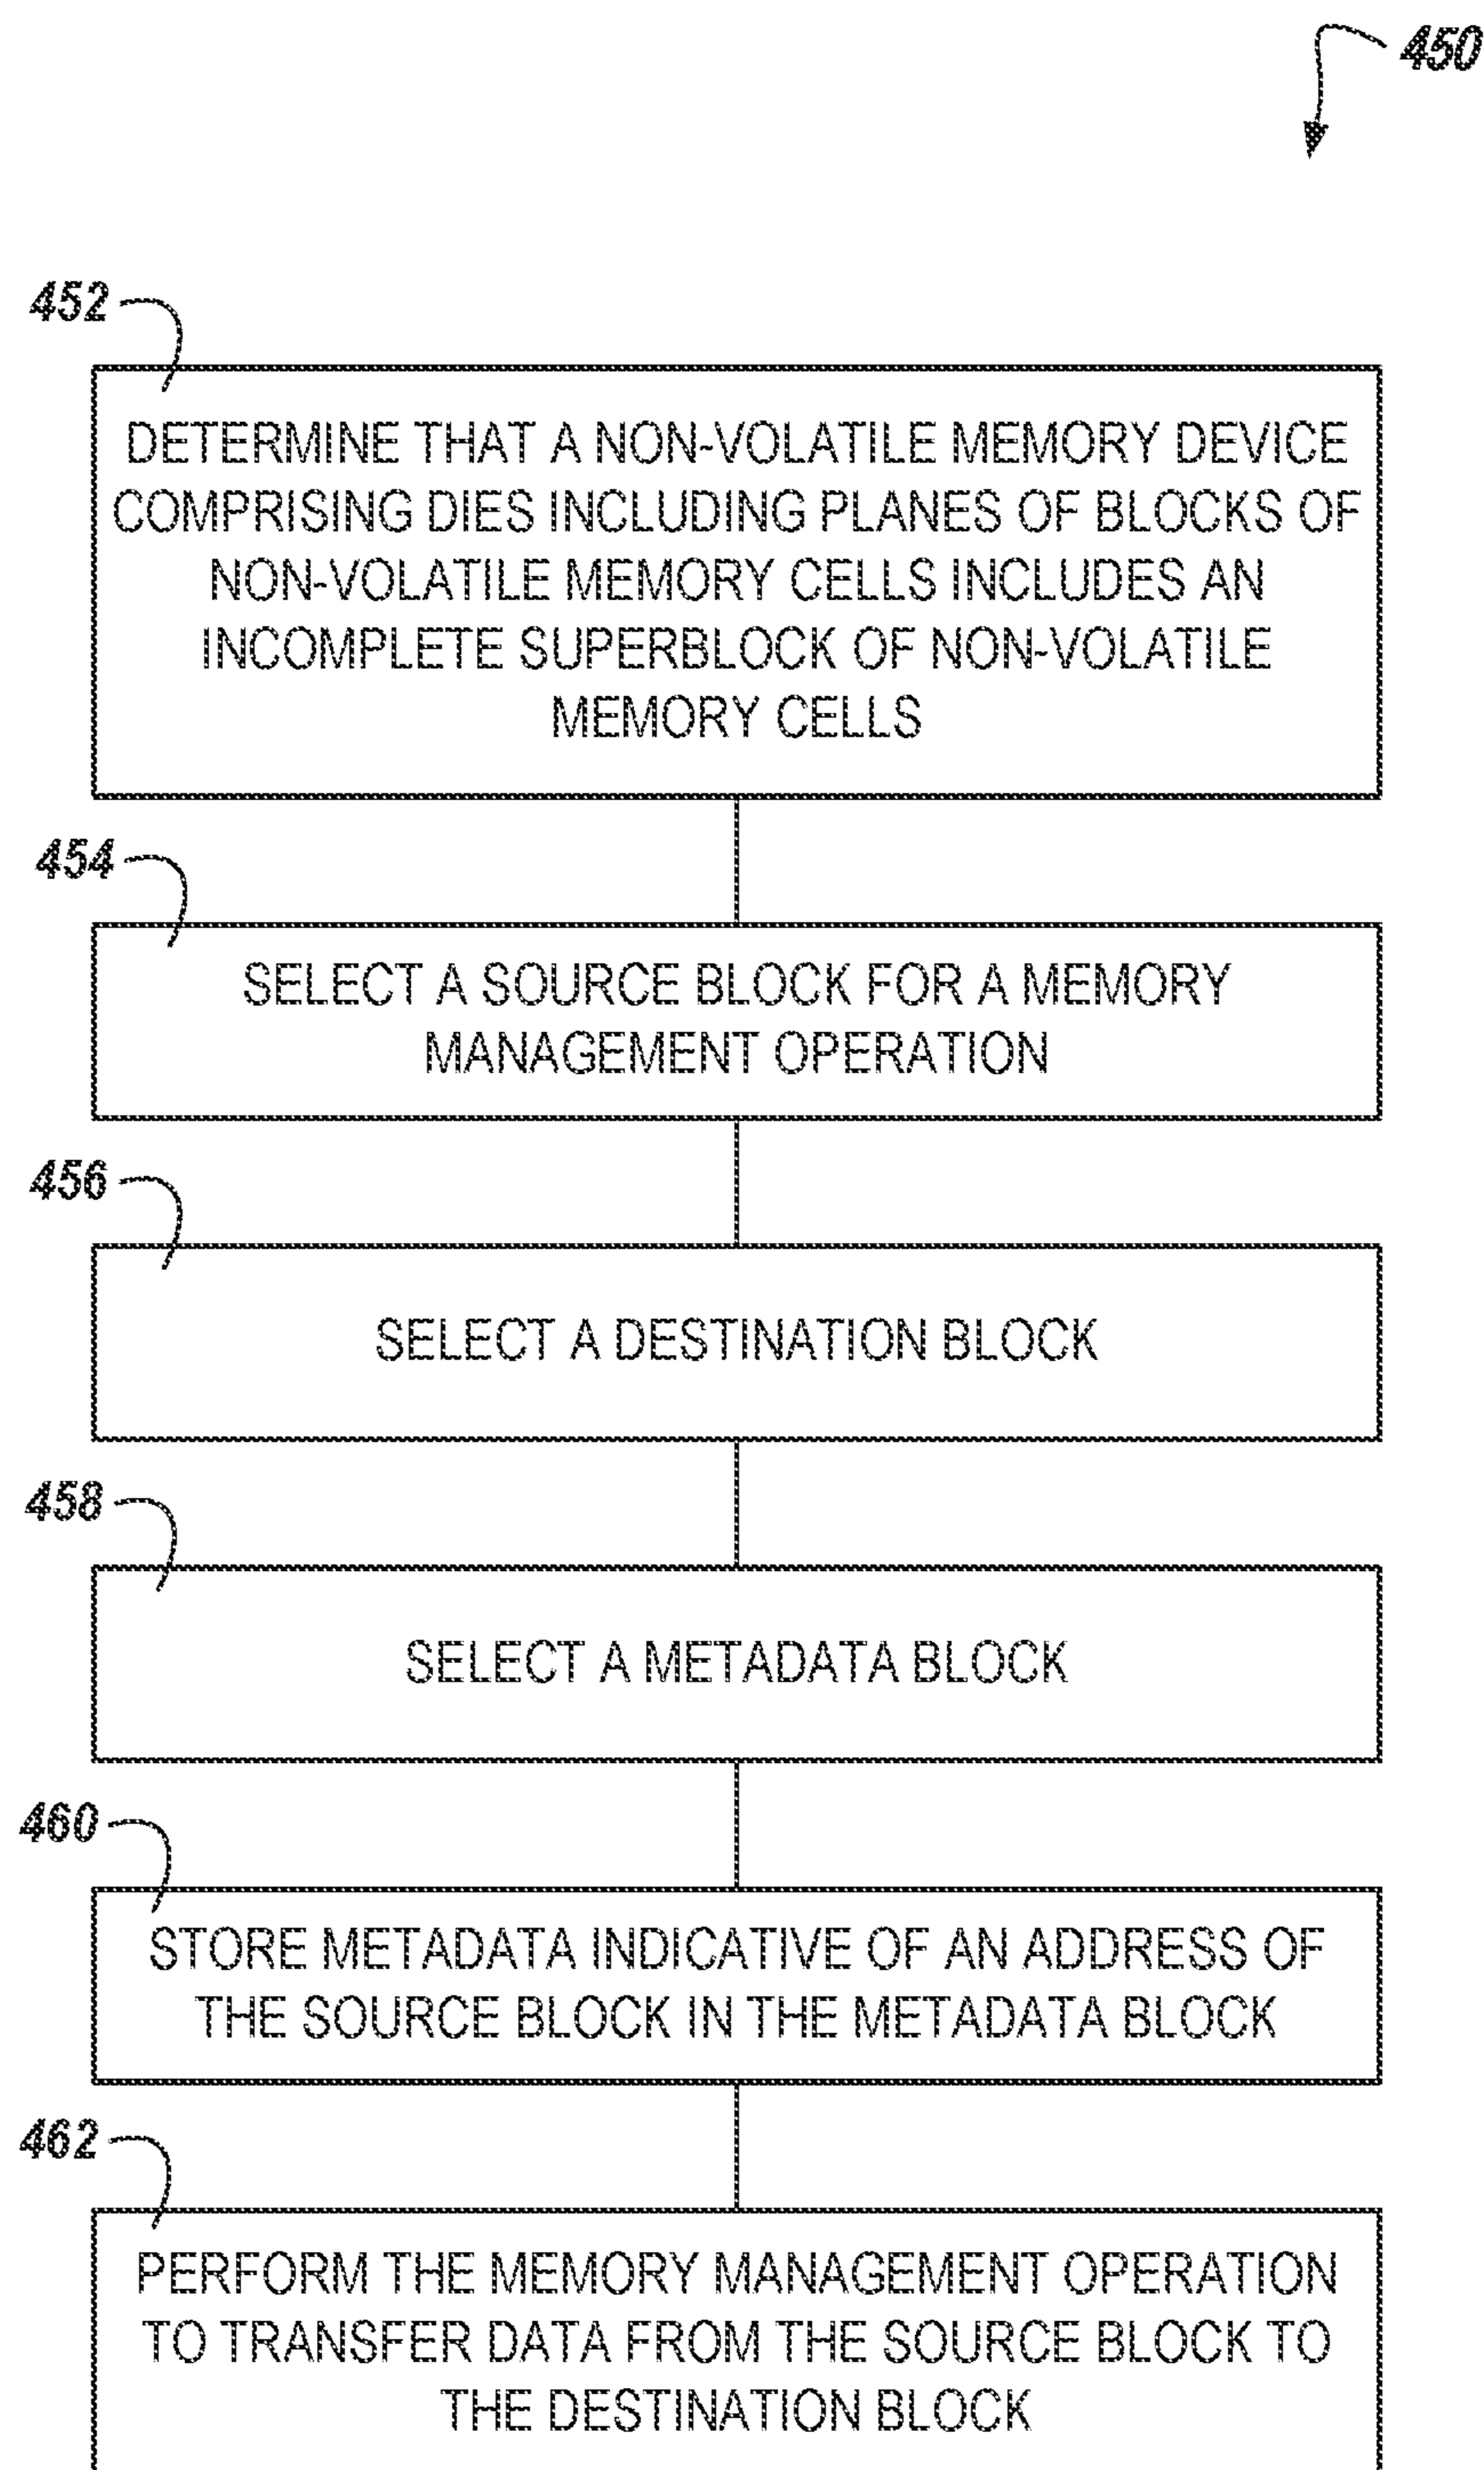 450
452
DETERMINE THAT A NON-VOLATILE MEMORY DEVICE
COMPRISING DIES INCLUDING PLANES OF BLOCKS OF
NON-VOLATILE MEMORY CELLS INCLUDES AN
INCOMPLETE SUPERBLOCK OF NON-VOLATILE
MEMORY CELLS
454
SELECT A SOURCE BLOCK FOR A MEMORY
MANAGEMENT OPERATION
456
SELECT A DESTINATION BLOCK
458
SELECT A METADATA BLOCK
460
STORE METADATA INDICATIVE OF AN ADDRESS OF
THE SOURCE BLOCK IN THE METADATA BLOCK
462
PERFORM THE MEMORY MANAGEMENT OPERATION
TO TRANSFER DATA FROM THE SOURCE BLOCK TO
THE DESTINATION BLOCK